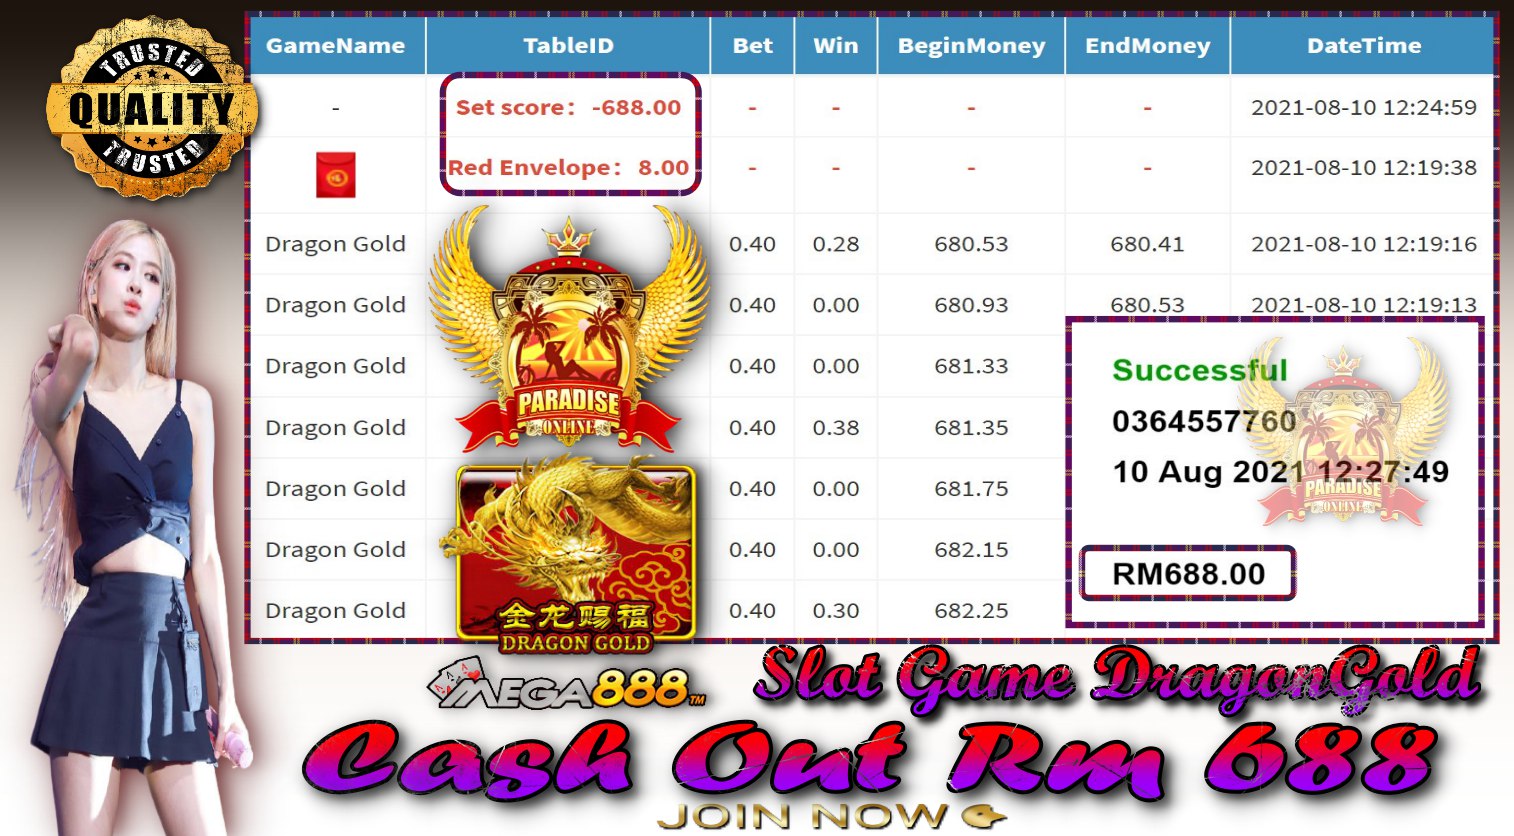 TRUSTED
QUALITY
TRUSTED
GameName TableID Bet Win BeginMoney EndMoney DateTime
- Set score: -688.00 - - - - 2021-08-10 12:24:59
Red Envelope: 8.00 - - - - 2021-08-10 12:19:38
Dragon Gold 0.40 0.28 680.53 680.41 2021-08-10 12:19:16
Dragon Gold 0.40 0.00 680.93 680.53 2021-08-10 12:19:13
Dragon Gold 0.40 0.00 681.33
Dragon Gold 0.40 0.38 681.35
Dragon Gold 0.40 0.00 681.75
Dragon Gold 0.40 0.00 682.15
Dragon Gold 0.40 0.30 682.25
PARADISE
ONLINE
金龙赐福
DRAGON GOLD
Successful
0364557760
10 Aug 2021 12:27:49
PARADISE
ONLINE
RM688.00
MEGA888 TM
Slot Game DragonGold
Cash Out Rm 688
JOIN NOW